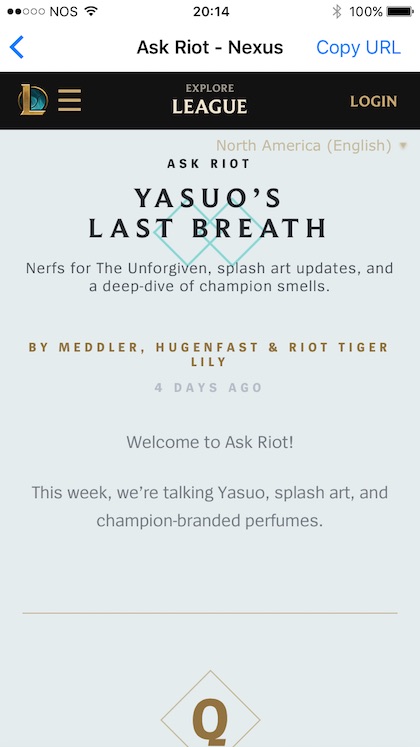 NOS 20:14 100%
Ask Riot - Nexus Copy URL
EXPLORE
LEAGUE
LOGIN
North America (English)
ASK RIOT
YASUO'S
LAST BREATH
Nerfs for The Unforgiven, splash art updates, and
a deep-dive of champion smells.
BY MEDDLER, HUGENFAST & RIOT TIGER
LILY
4 DAYS AGO
Welcome to Ask Riot!
This week, we're talking Yasuo, splash art, and
champion-branded perfumes.
Q